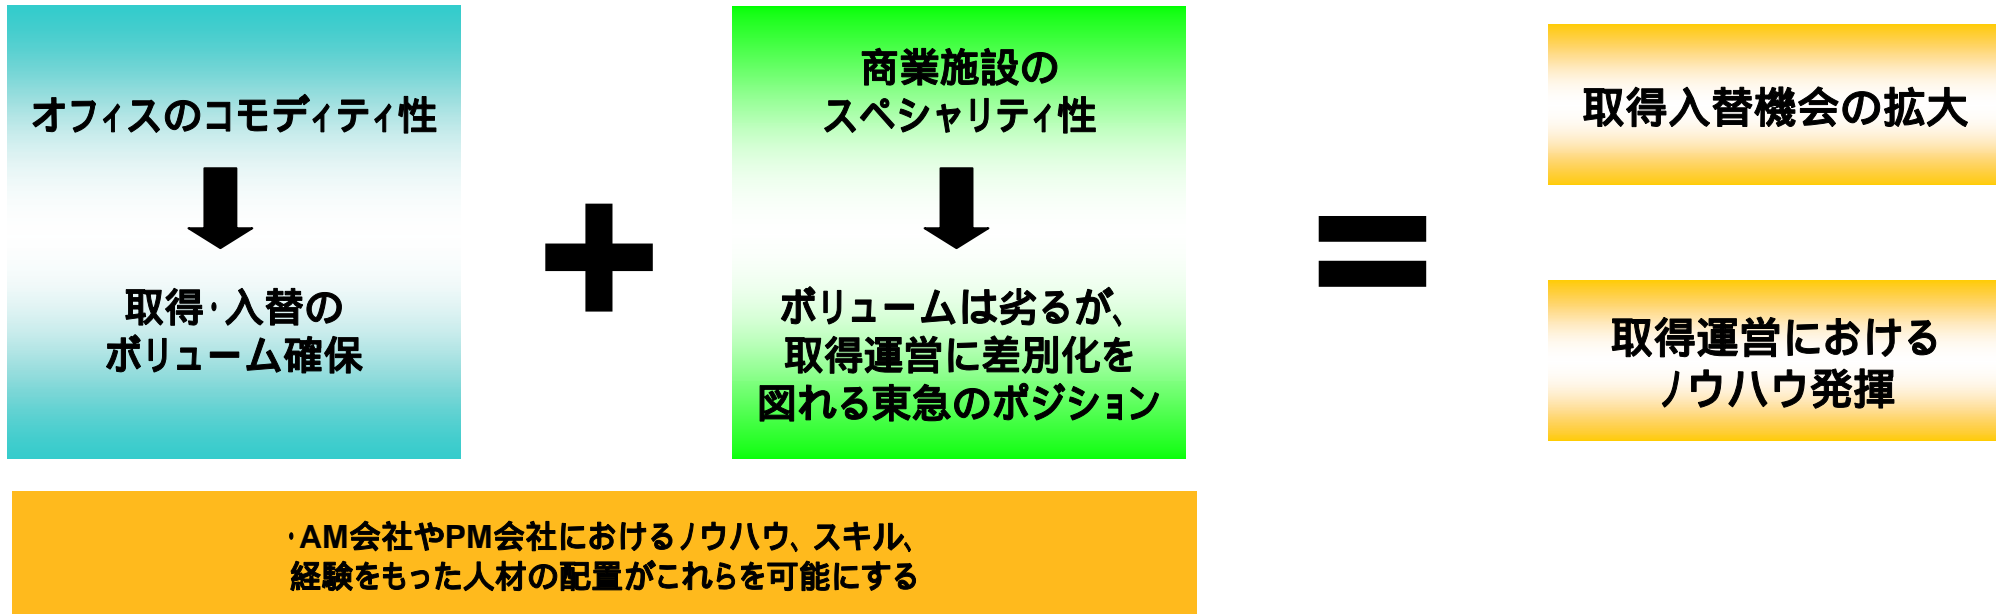 オフィスのコモディティ性
取得・入替の
ボリューム確保
商業施設の
スペシャリティ性
ボリュームは劣るが、
取得運営に差別化を
図れる東急のポジション
取得入替機会の拡大
取得運営における
ノウハウ発揮
・AM会社やPM会社におけるノウハウ、スキル、
経験をもった人材の配置がこれらを可能にする